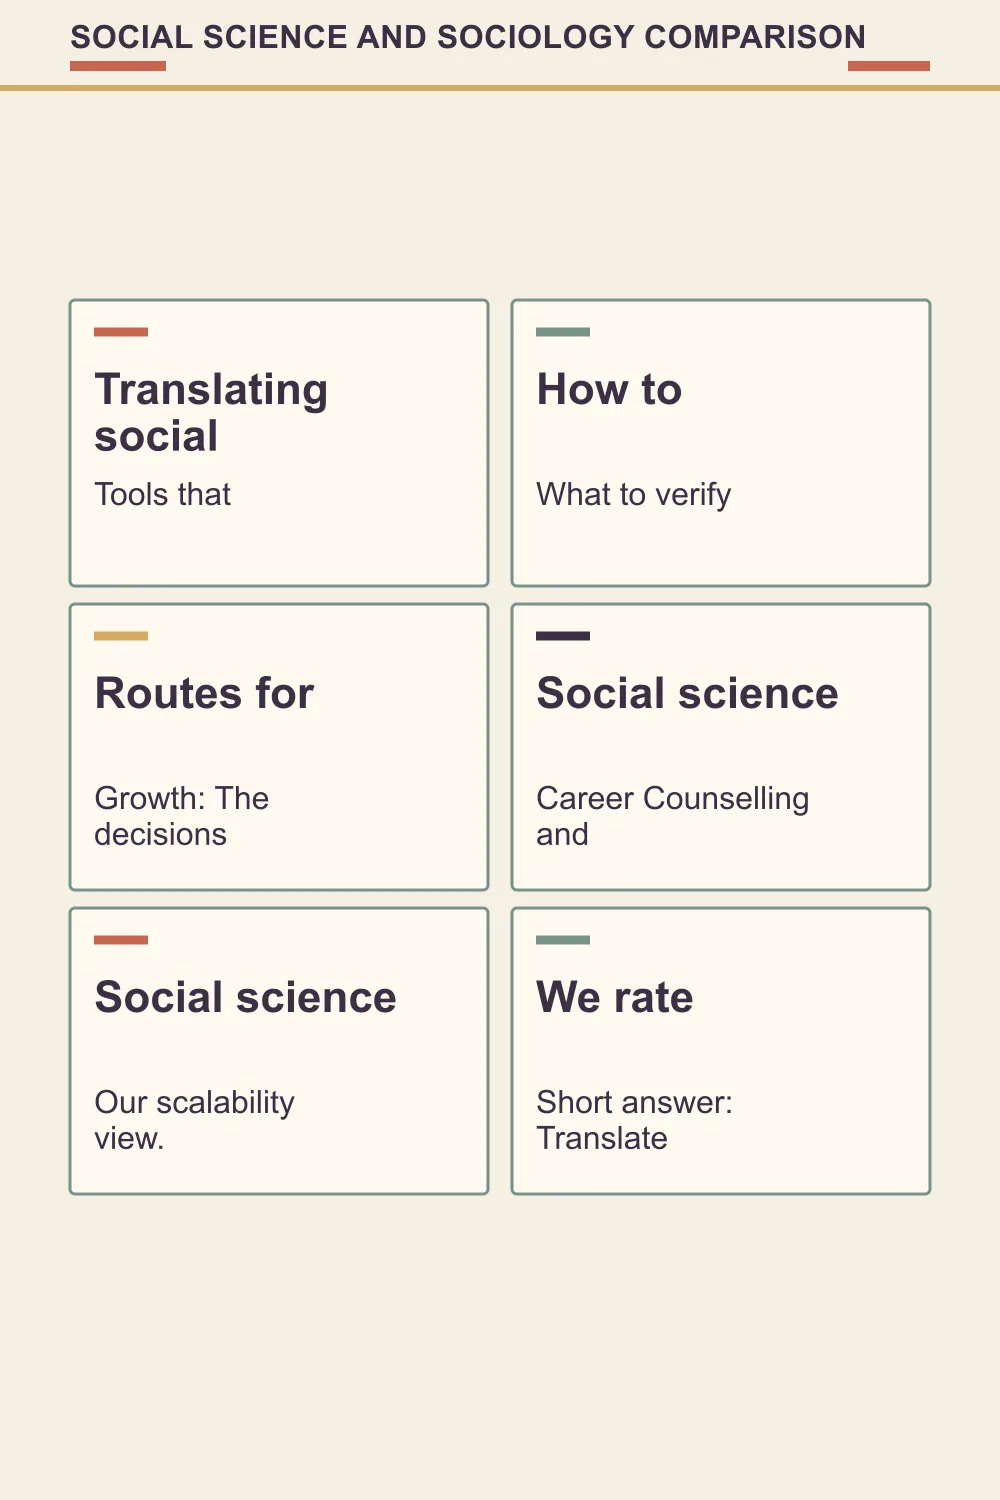 SOCIAL SCIENCE AND SOCIOLOGY COMPARISON
Translating
social
Tools that
How to
What to verify
Routes for
Growth: The
decisions
Social science
Career Counselling
and
Social science
Our scalability
view.
We rate
Short answer:
Translate